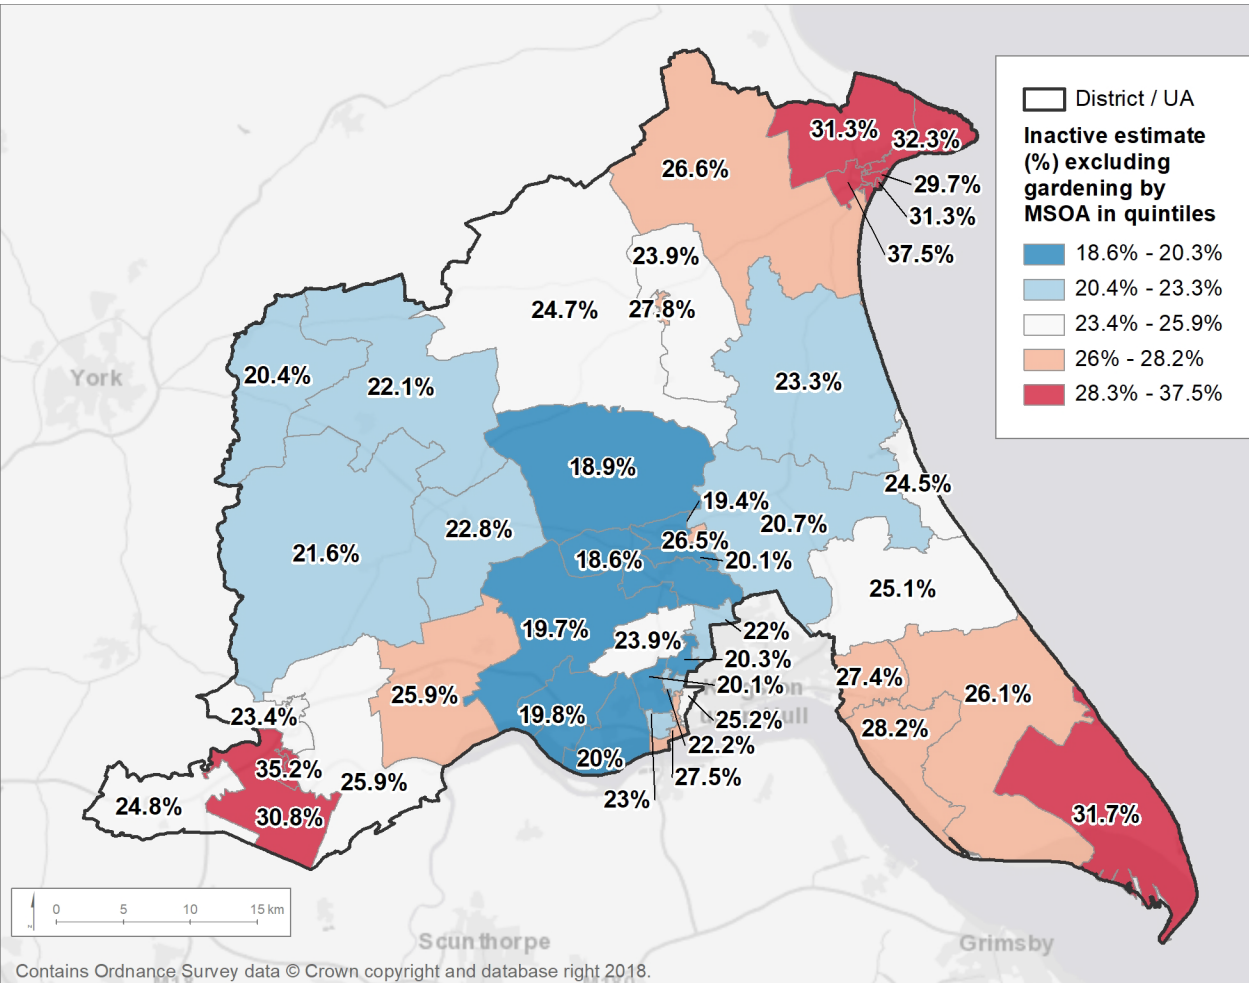 District / UA
Inactive estimate
(%) excluding
gardening by
MSOA in quintiles
18.6% - 20.3%
20.4% - 23.3%
23.4% - 25.9%
26% - 28.2%
28.3% - 37.5%
31.3%
32.3%
26.6%
29.7%
31.3%
37.5%
23.9%
24.7%
27.8%
York
20.4%
22.1%
23.3%
18.9%
24.5%
19.4%
20.7%
22.8%
26.5%
21.6%
18.6%
20.1%
25.1%
19.7%
23.9%
22%
20.3%
27.4%
20.1%
25.9%
26.1%
23.4%
19.8%
25.2%
28.2%
22.2%
35.2%
20%
25.9%
27.5%
24.8%
23%
30.8%
31.7%
0 5 10 15 km
Scunthorpe
Grimsby
Contains Ordnance Survey data © Crown copyright and database right 2018.